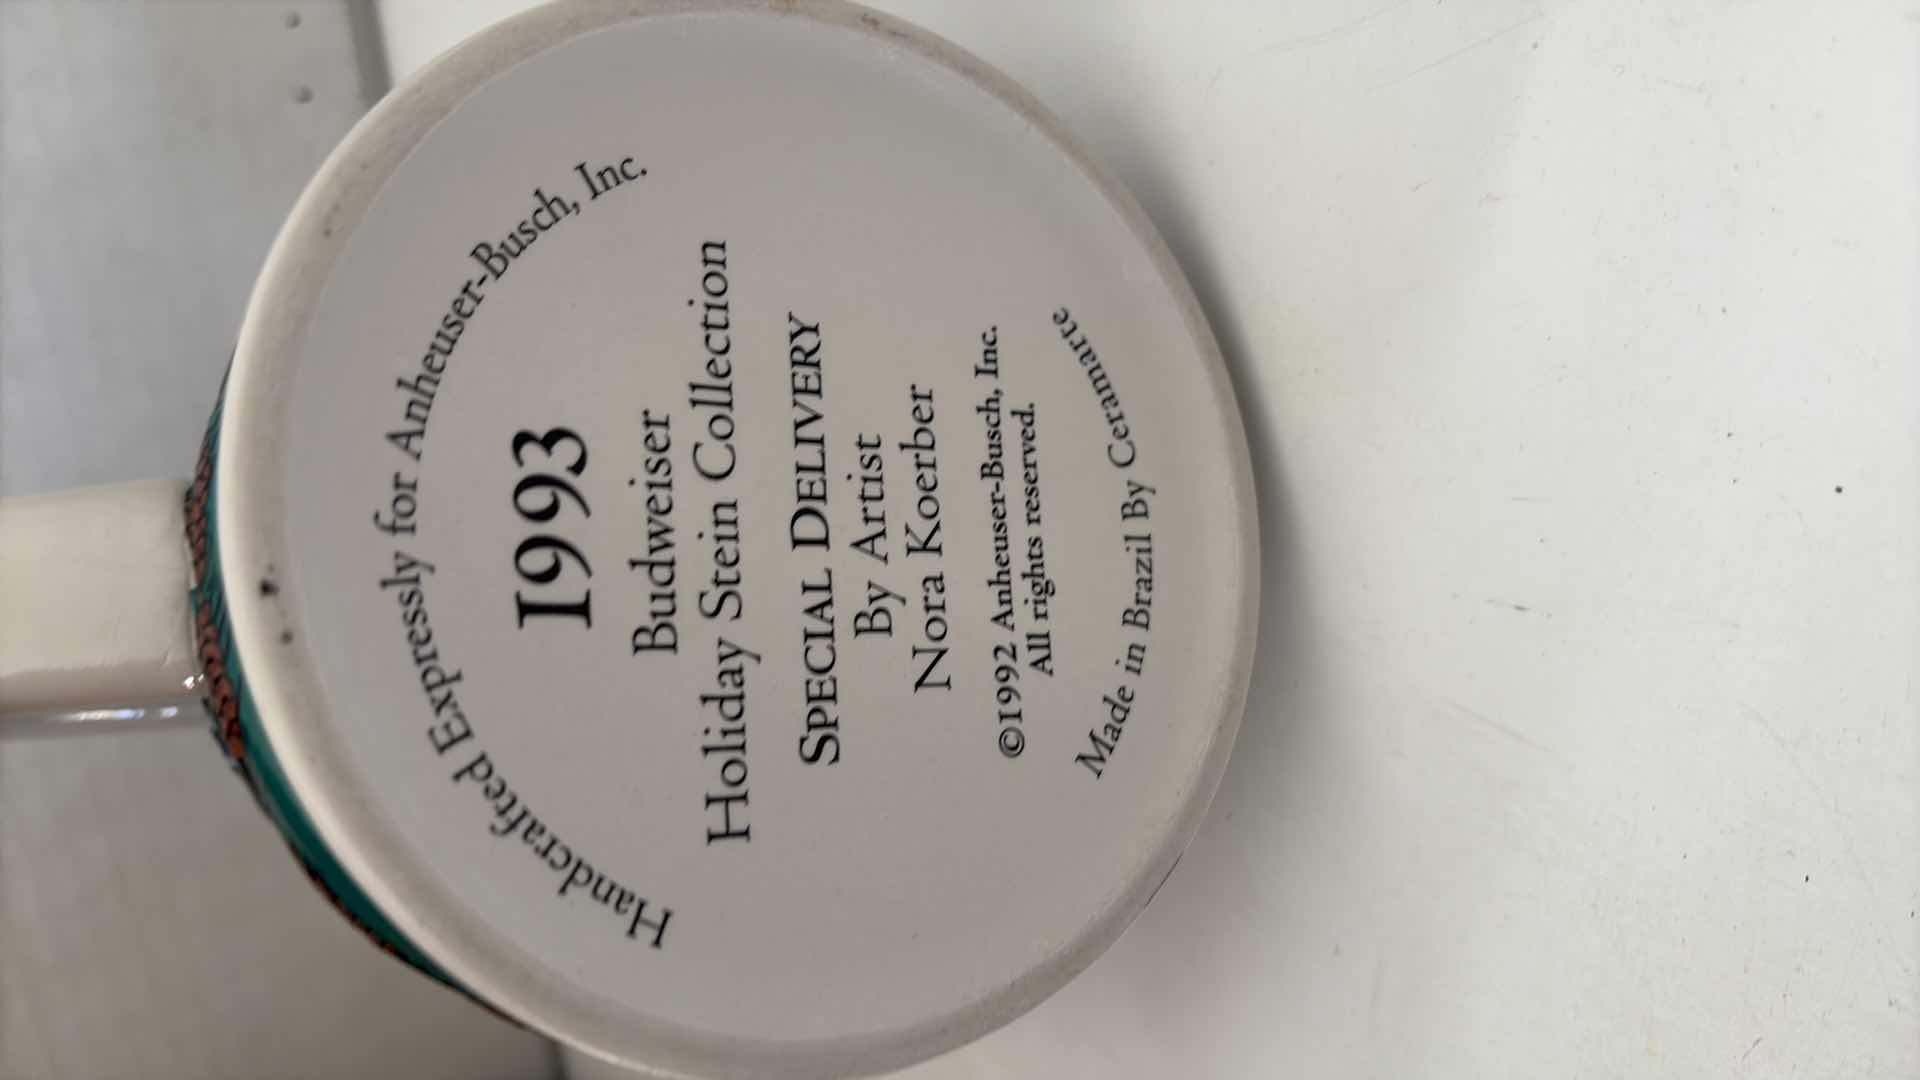 Handcrafted Expressly for Anheuser-Busch, Inc.
1993
Budweiser
Holiday Stein Collection
SPECIAL DELIVERY
By Artist
Nora Koerber
©1992 Anheuser-Busch, Inc.
All rights reserved.
Made in Brazil By Ceramarte